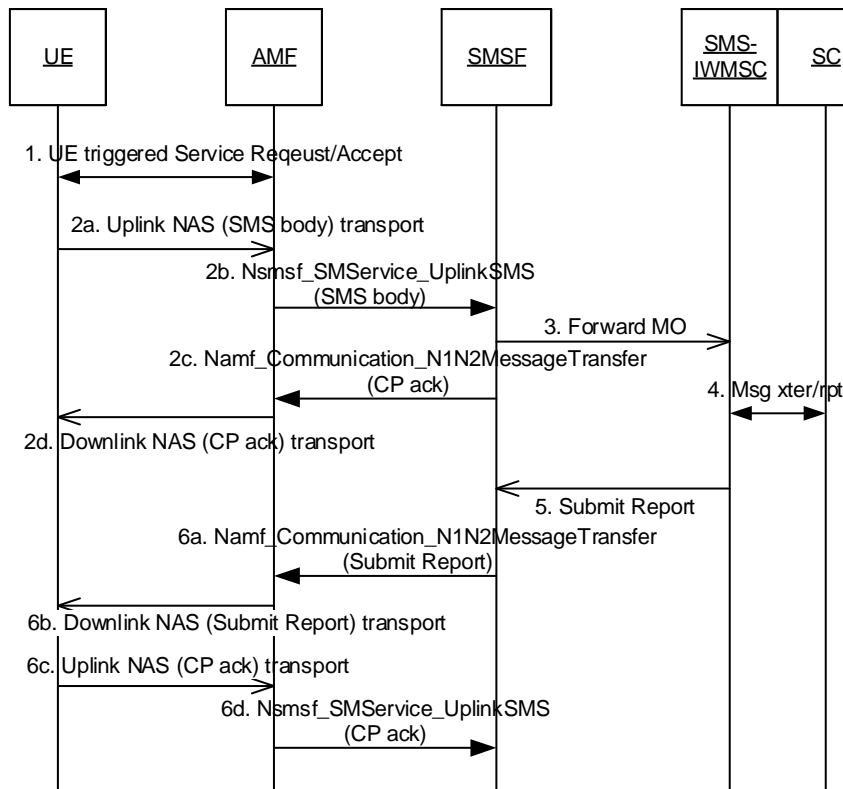 UE
AMF
SMSF
SMS-
IWMSC
SC
1. UE triggered Service Reqeust/Accept
2a. Uplink NAS (SMS body) transport
2b. Nsmsf_SMService_UplinkSMS
(SMS body)
3. Forward MO
2c. Namf_Communication_N1N2MessageTransfer
(CP ack)
4. Msg xter/rpt
2d. Downlink NAS (CP ack) transport
5. Submit Report
6a. Namf_Communication_N1N2MessageTransfer
(Submit Report)
6b. Downlink NAS (Submit Report) transport
6c. Uplink NAS (CP ack) transport
6d. Nsmsf_SMService_UplinkSMS
(CP ack)